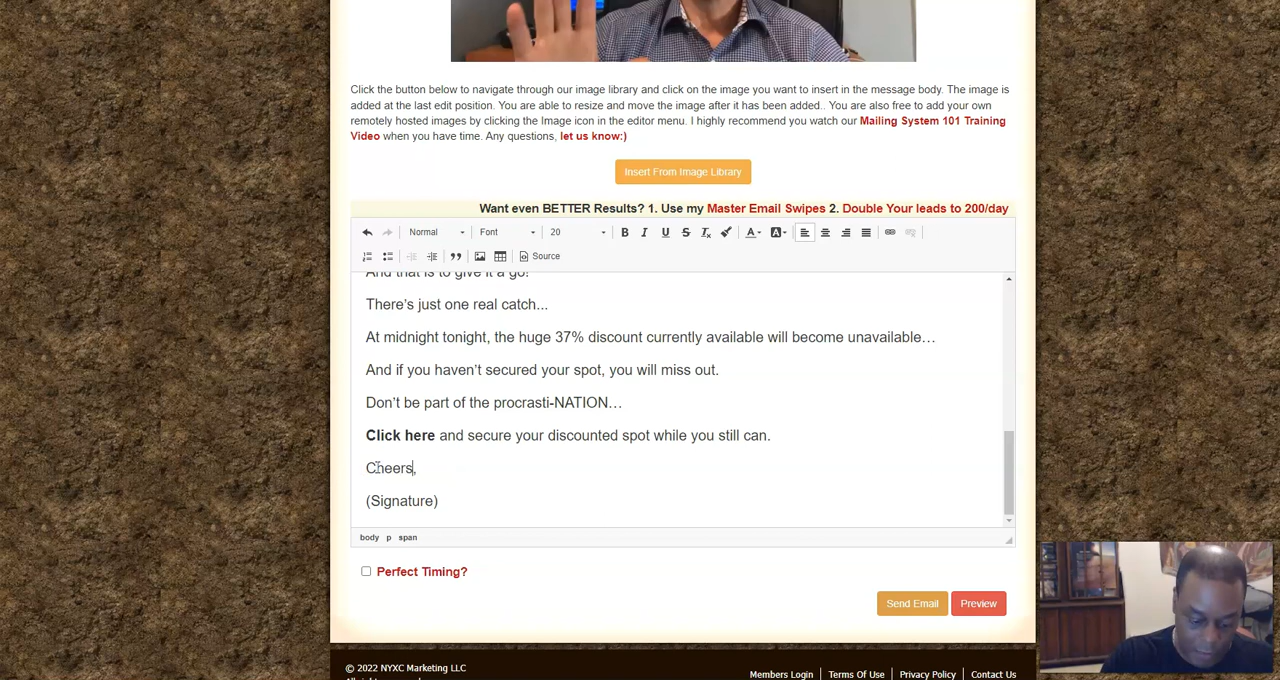 Click the button below to navigate through our image library and click on the image you want to insert in the message body. The image is
added at the last edit position. You are able to resize and move the image after it has been added.. You are also free to add your own
remotely hosted images by clicking the Image icon in the editor menu. I highly recommend you watch our Mailing System 101 Training
Video when you have time. Any questions, let us know:)
Insert From Image Library
Want even BETTER Results? 1. Use my Master Email Swipes 2. Double Your leads to 200/day
Normal Font 20
Source
And that is to give it a go!
There's just one real catch...
At midnight tonight, the huge 37% discount currently available will become unavailable…
And if you haven't secured your spot, you will miss out.
Don't be part of the procrasti-NATION…
Click here and secure your discounted spot while you still can.
Cheers,
(Signature)
body p span
Perfect Timing?
Send Email Preview
© 2022 NYXC Marketing LLC
Members Login Terms Of Use Privacy Policy Contact Us